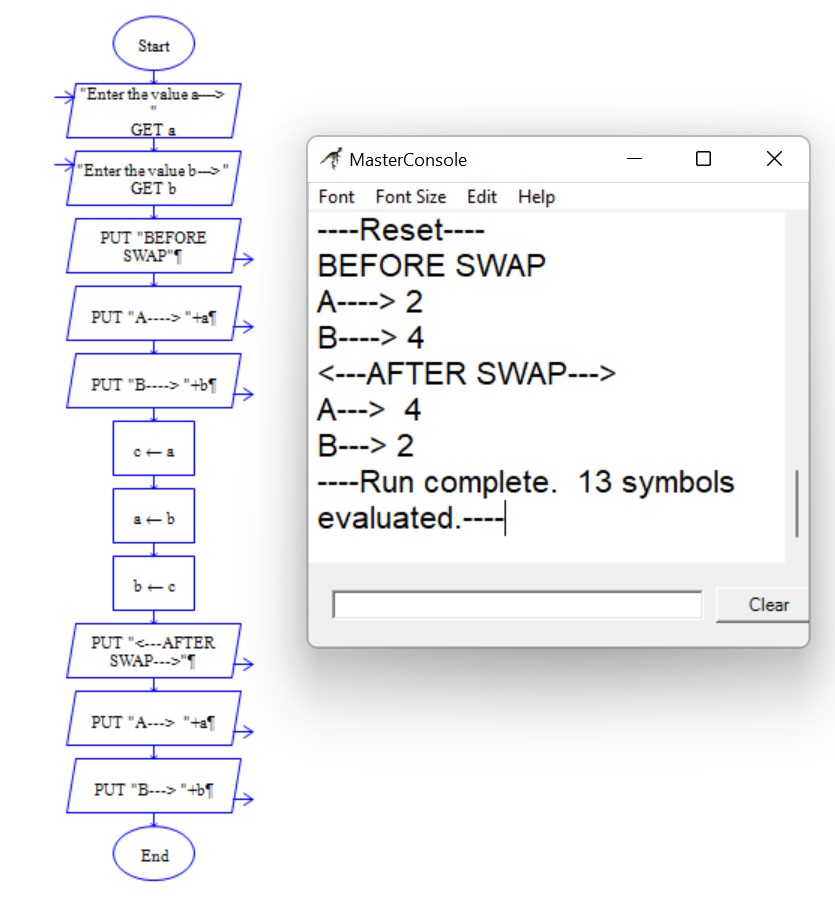 Start
"Enter the value a--->
"
GET a
"Enter the value b--->"
GET b
PUT "BEFORE
SWAP"¶
PUT "A----> "+a¶
PUT "B----> "+b¶
c ← a
a ← b
b ← c
PUT "<---AFTER
SWAP--->"¶
PUT "A--->  "+a¶
PUT "B---> "+b¶
End
MasterConsole
Font Font Size Edit Help
----Reset----
BEFORE SWAP
A----> 2
B----> 4
<---AFTER SWAP--->
A--->  4
B---> 2
----Run complete.  13 symbols
evaluated.----
Clear